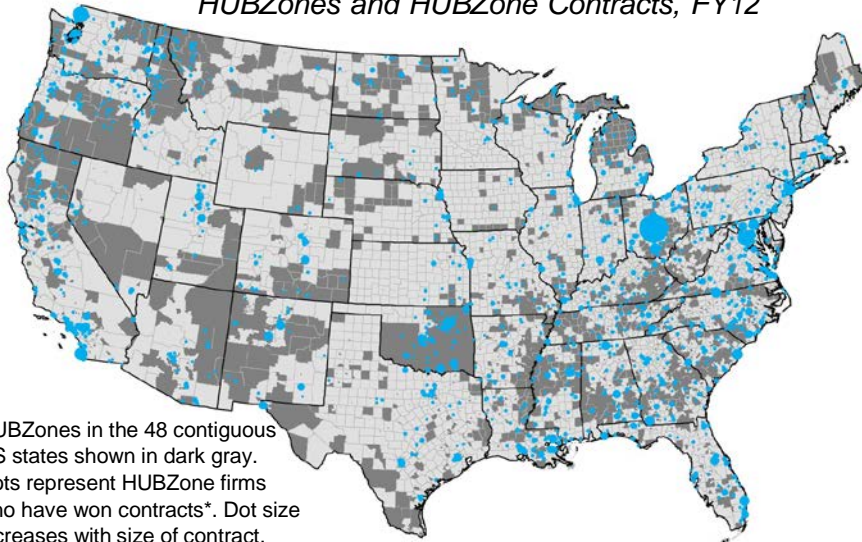 HUBZones and HUBZone Contracts, FY12
UBZones in the 48 contiguous
S states shown in dark gray.
ots represent HUBZone firms
ho have won contracts*. Dot size
creases with size of contract.